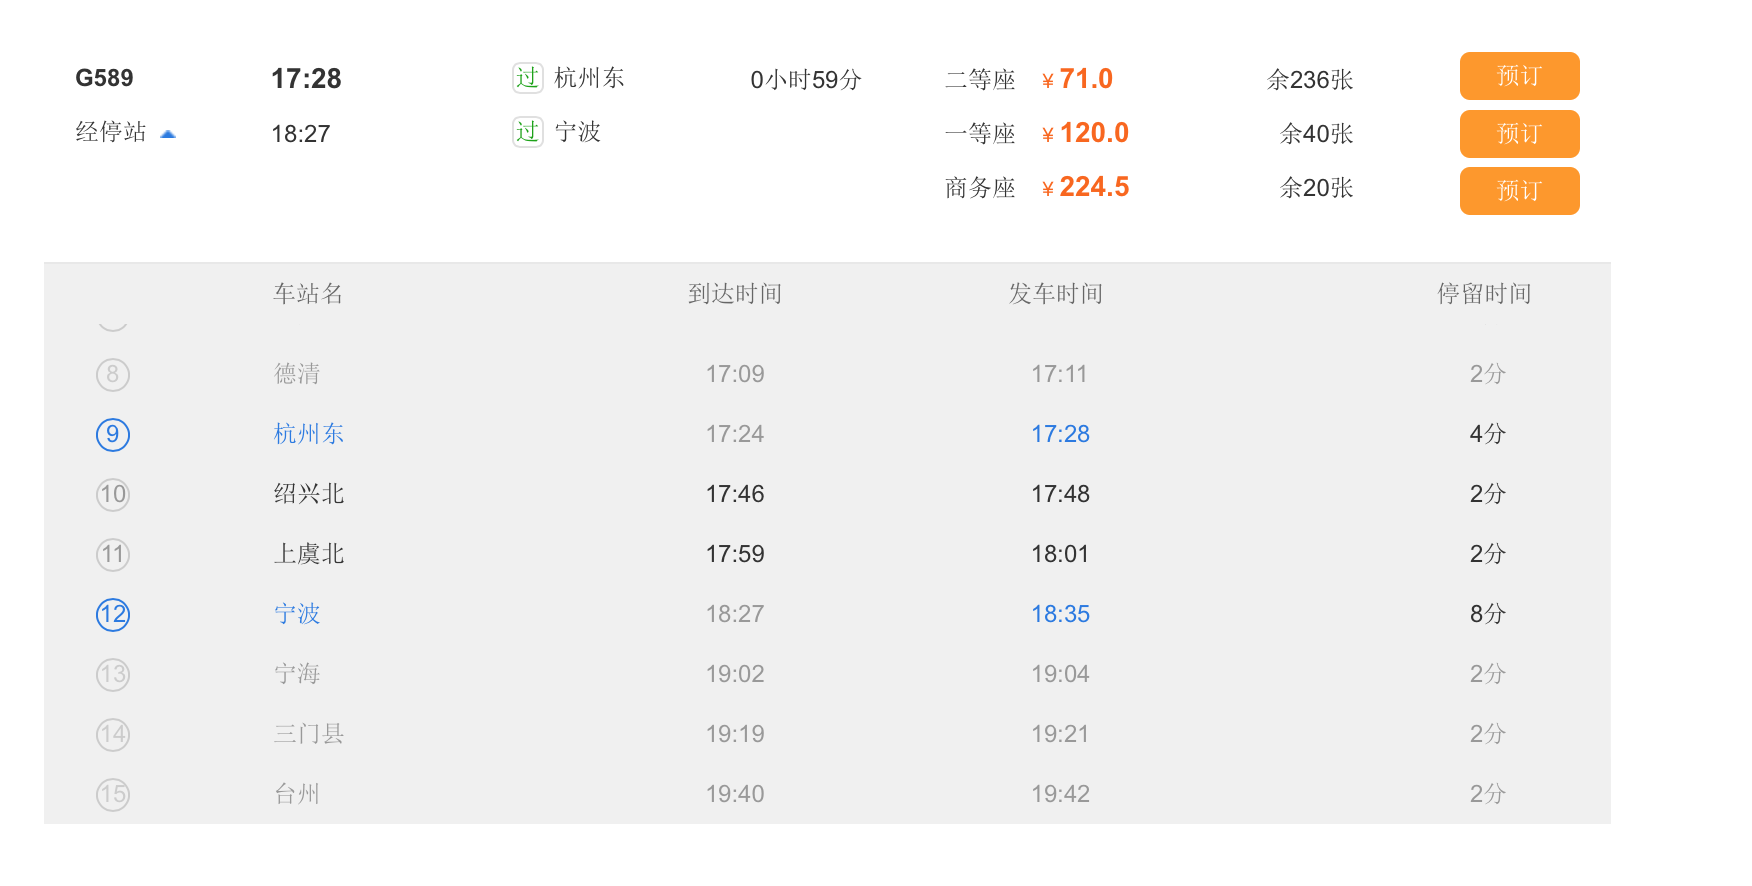 G589 17:28 过 杭州东 0小时59分 二等座 ¥71.0 余236张 预订
经停站 18:27 过 宁波 一等座 ¥120.0 余40张 预订
商务座 ¥224.5 余20张 预订
车站名 到达时间 发车时间 停留时间
8 德清 17:09 17:11 2分
9 杭州东 17:24 17:28 4分
10 绍兴北 17:46 17:48 2分
11 上虞北 17:59 18:01 2分
12 宁波 18:27 18:35 8分
13 宁海 19:02 19:04 2分
14 三门县 19:19 19:21 2分
15 台州 19:40 19:42 2分